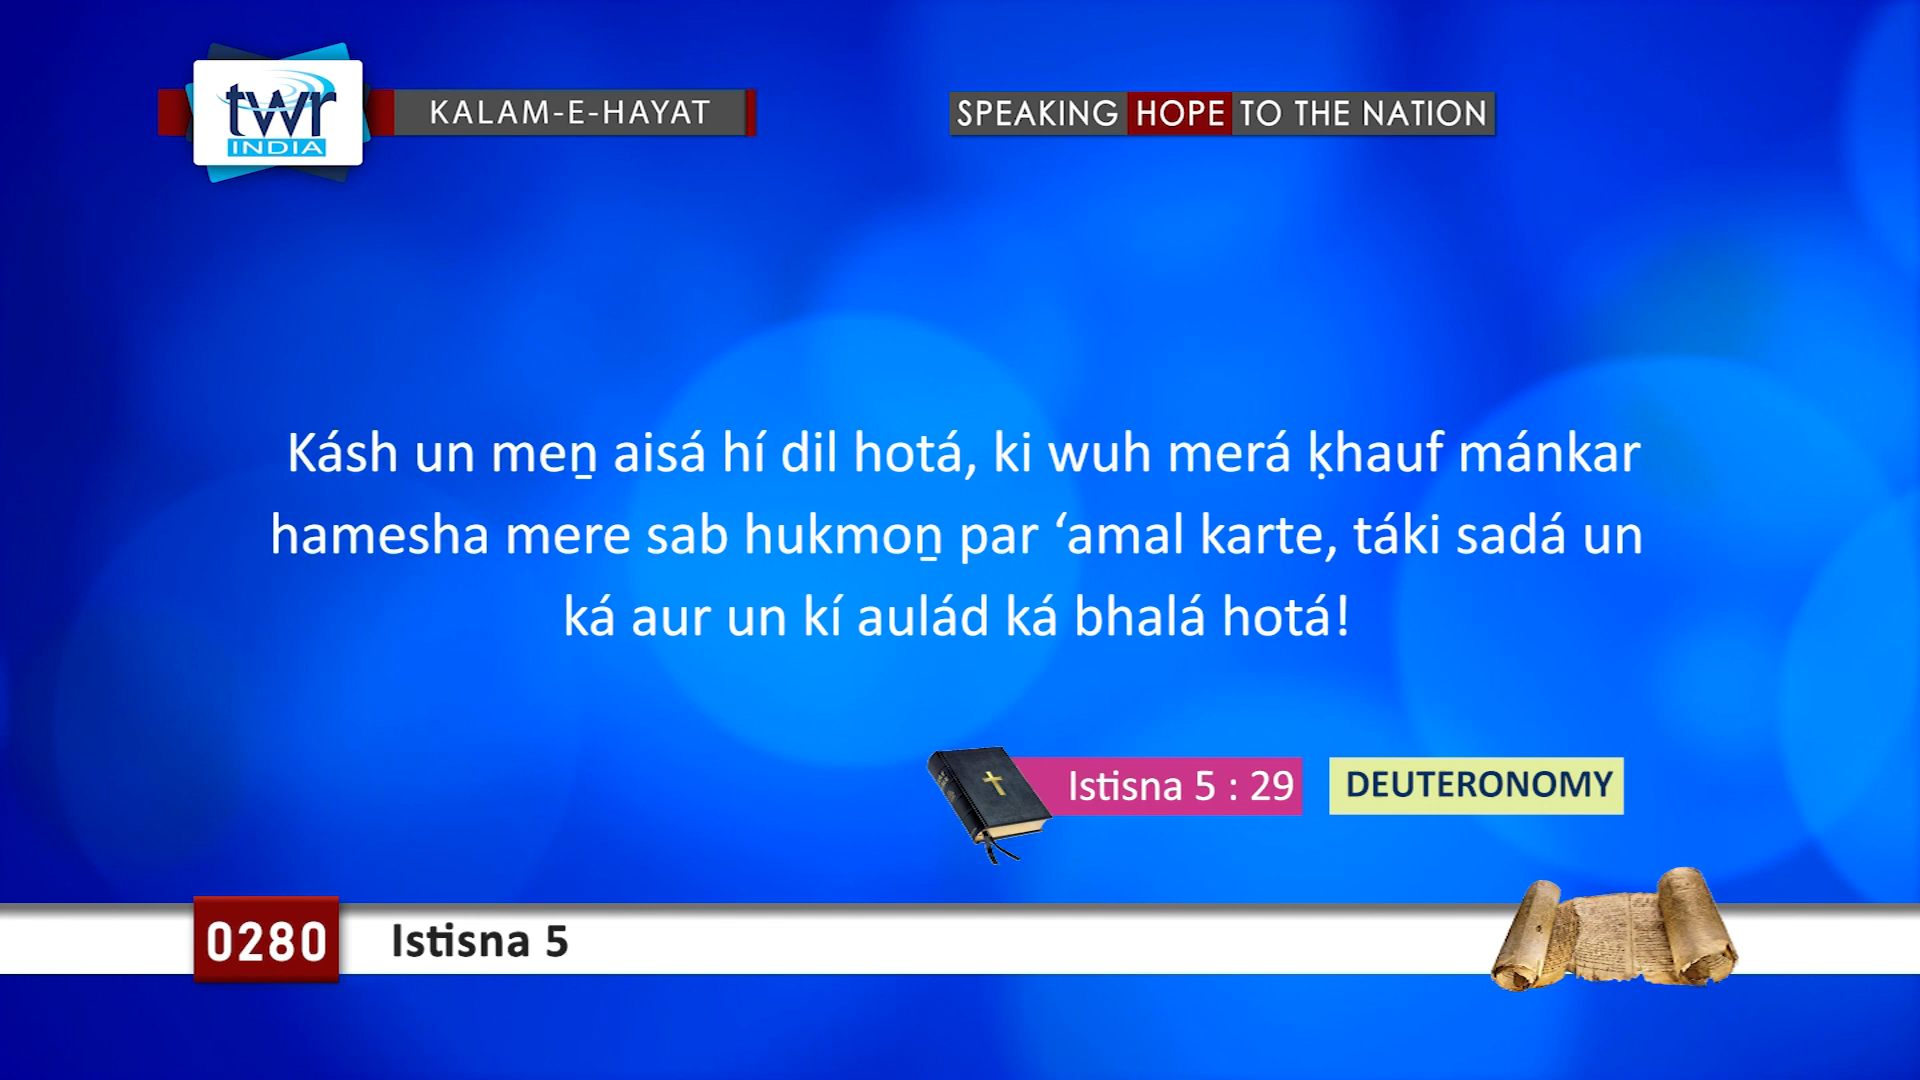 twr
INDIA
KALAM-E-HAYAT
SPEAKING HOPE TO THE NATION
Kásh un meṉ aisá hí dil hotá, ki wuh merá ḳhauf mánkar
hamesha mere sab hukmoṉ par ‘amal karte, táki sadá un
ká aur un kí aulád ká bhalá hotá!
Istisna 5 : 29
DEUTERONOMY
0280
Istisna 5